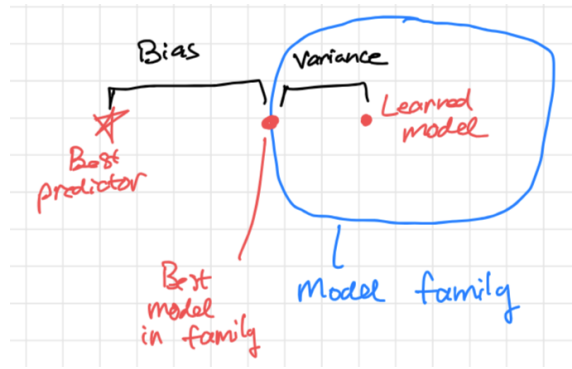 Bias
Variance
Learned
model
Best
predictor
Best
model
in family
Model family